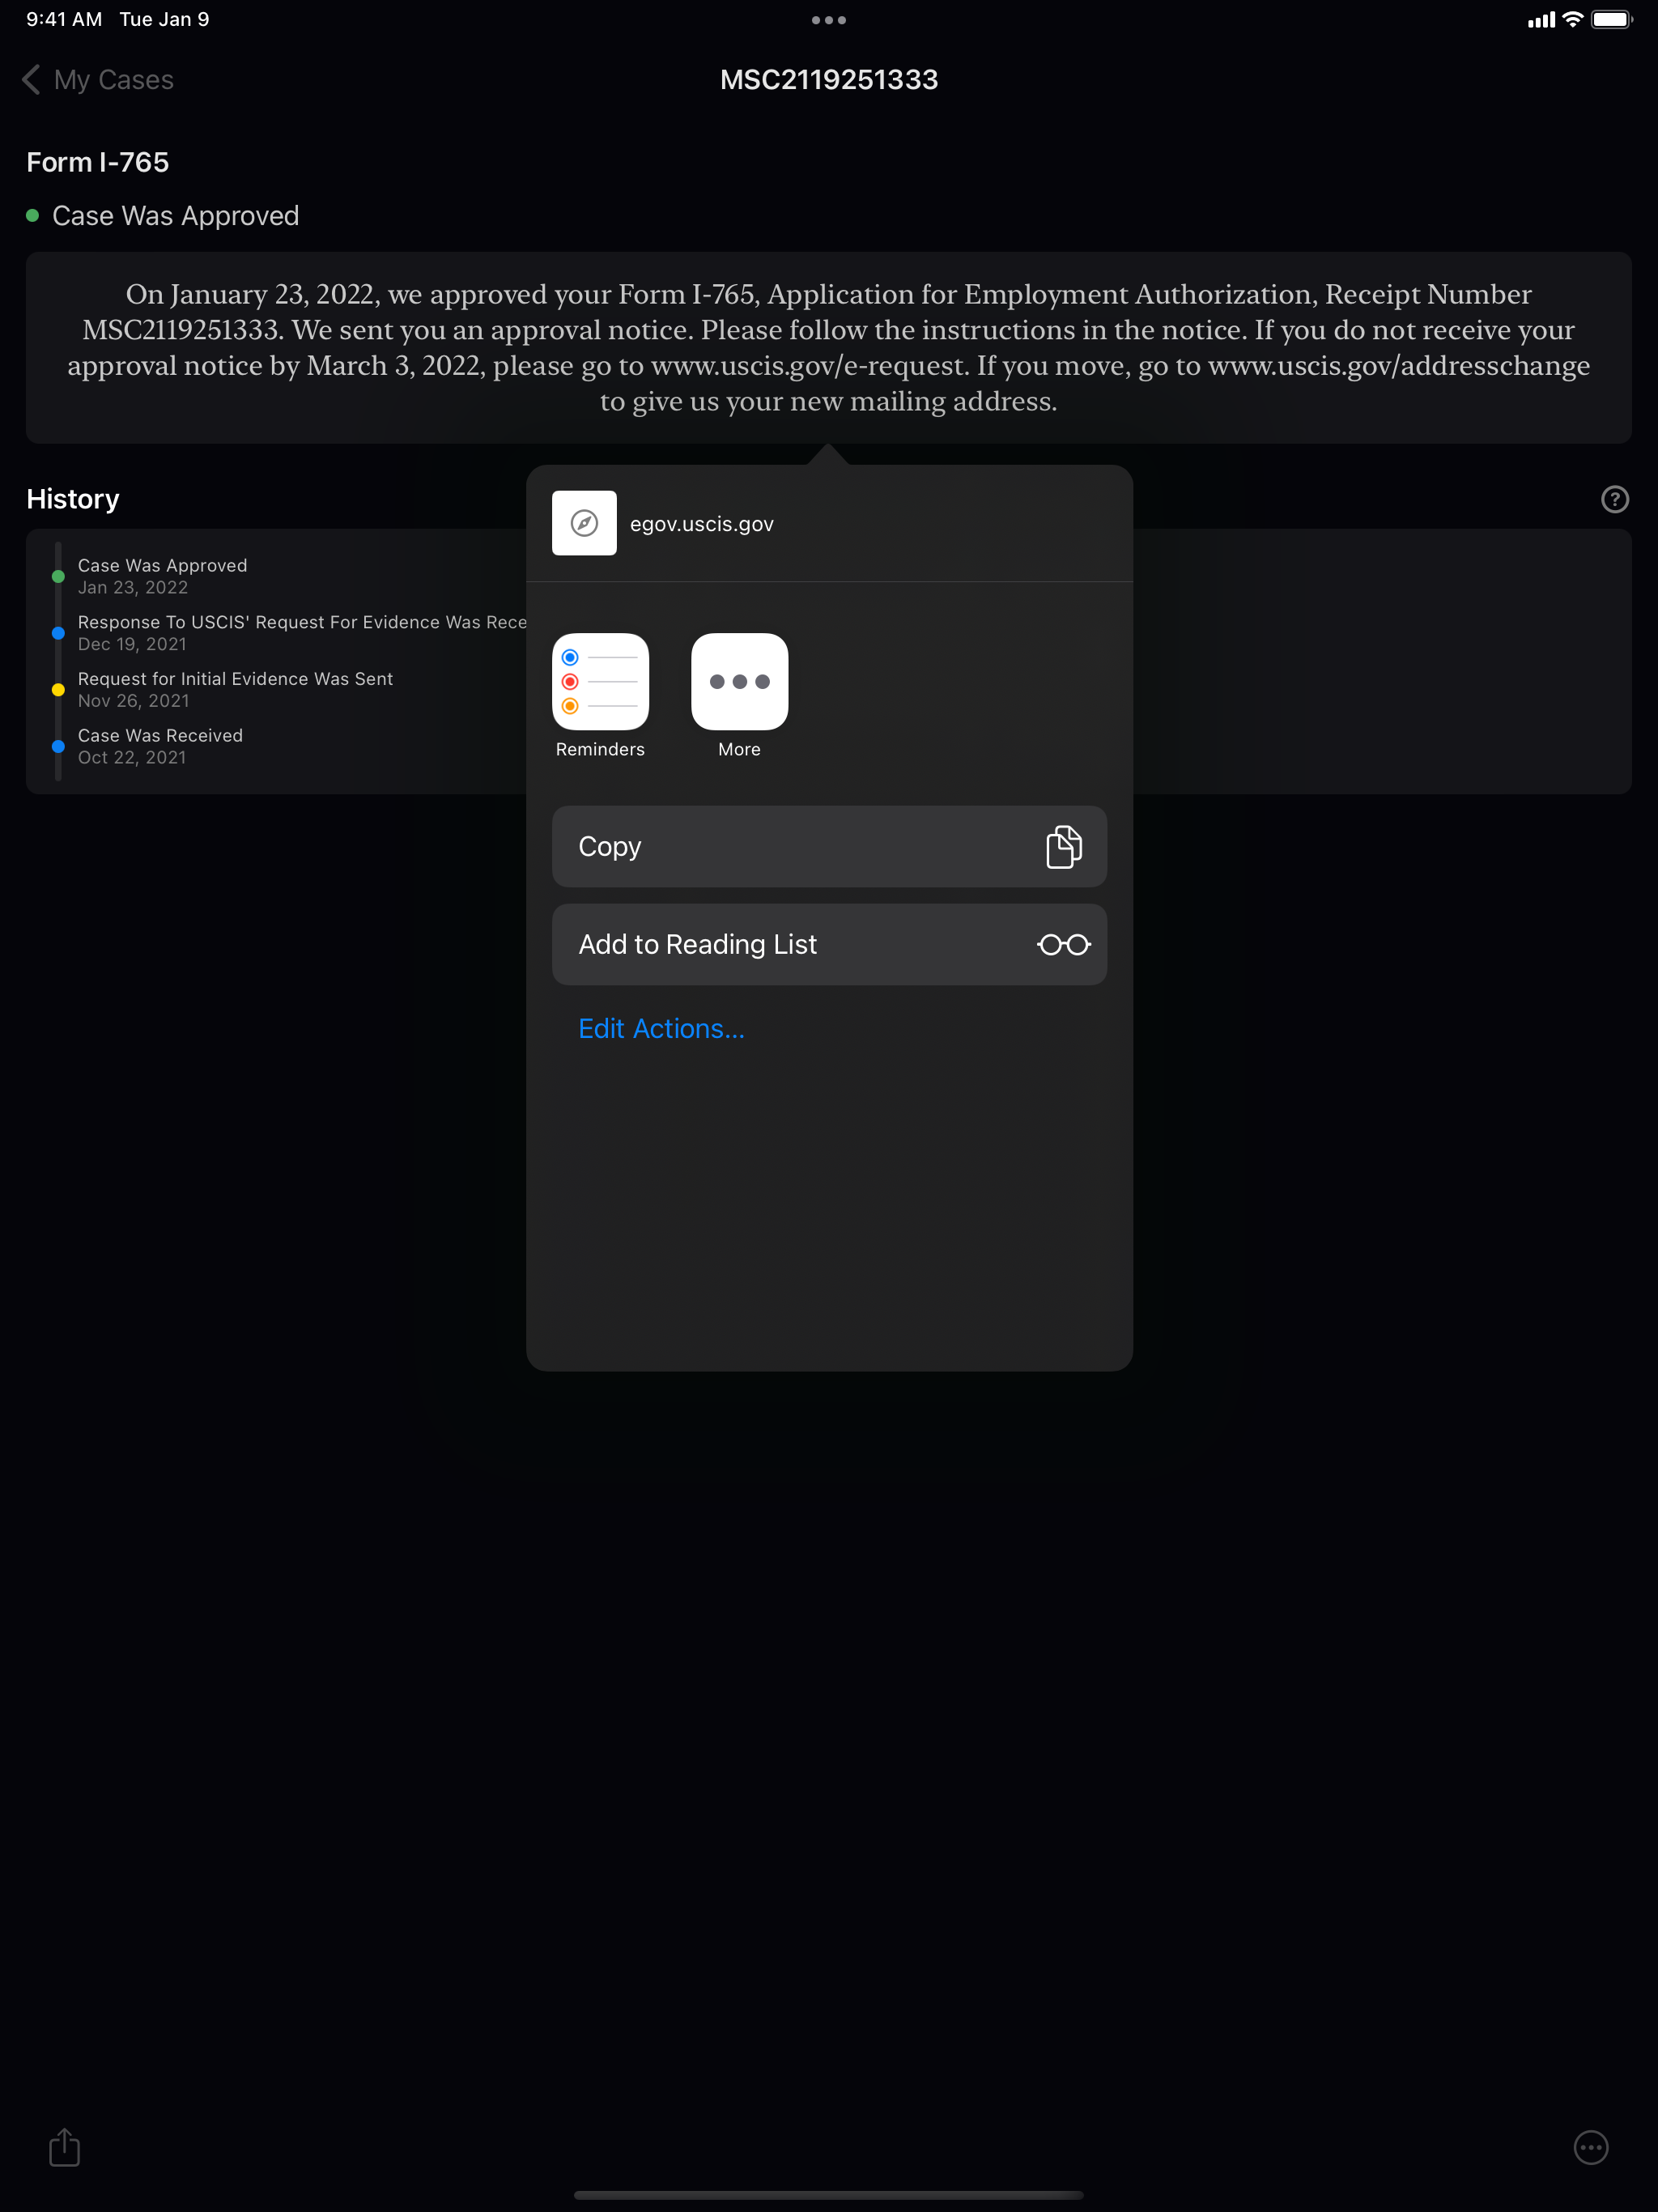 9:41 AM Tue Jan 9
My Cases
MSC2119251333
Form I-765
Case Was Approved
On January 23, 2022, we approved your Form I-765, Application for Employment Authorization, Receipt Number
MSC2119251333. We sent you an approval notice. Please follow the instructions in the notice. If you do not receive your
approval notice by March 3, 2022, please go to www.uscis.gov/e-request. If you move, go to www.uscis.gov/addresschange
to give us your new mailing address.
History
?
Case Was Approved
Jan 23, 2022
Response To USCIS' Request For Evidence Was Rece
Dec 19, 2021
Request for Initial Evidence Was Sent
Nov 26, 2021
Case Was Received
Oct 22, 2021
egov.uscis.gov
Reminders
More
Copy
Add to Reading List
Edit Actions...